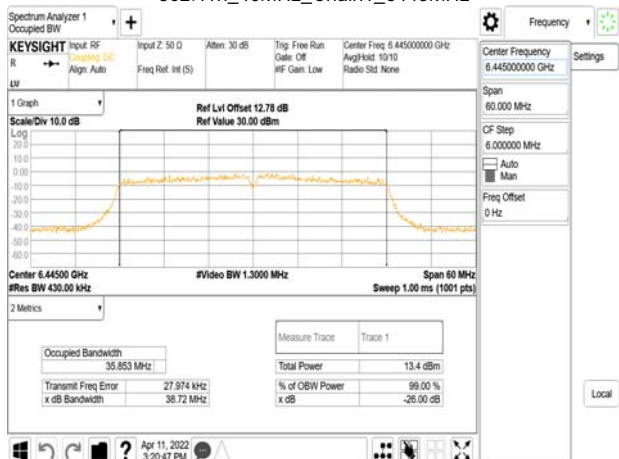 Spectrum Analyzer 1
Occupied BW
+
Frequency
KEYSIGHT
Input: RF
Coupling: DC
Align: Auto
Input Z: 50 Ω
Freq Ref: Int (S)
Atten: 30 dB
Trig: Free Run
Gate: Off
#IF Gain: Low
Center Freq: 6.445000000 GHz
Avg|Hold: 10/10
Radio Std: None
R
LVI
Center Frequency
6.445000000 GHz
Settings
Span
60.000 MHz
CF Step
6.000000 MHz
Auto
Man
Freq Offset
0 Hz
Local
1 Graph
Scale/Div 10.0 dB
Ref Lvl Offset 12.78 dB
Ref Value 30.00 dBm
Log
20.0
10.0
0.00
-10.0
-20.0
-30.0
-40.0
-50.0
-60.0
Center 6.44500 GHz
#Res BW 430.00 kHz
#Video BW 1.3000 MHz
Span 60 MHz
Sweep 1.00 ms (1001 pts)
2 Metrics
Measure Trace
Trace 1
Occupied Bandwidth
35.853 MHz
Total Power
13.4 dBm
Transmit Freq Error
27.974 kHz
% of OBW Power
99.00 %
x dB Bandwidth
38.72 MHz
x dB
-26.00 dB
?
Apr 11, 2022
3:20:47 PM